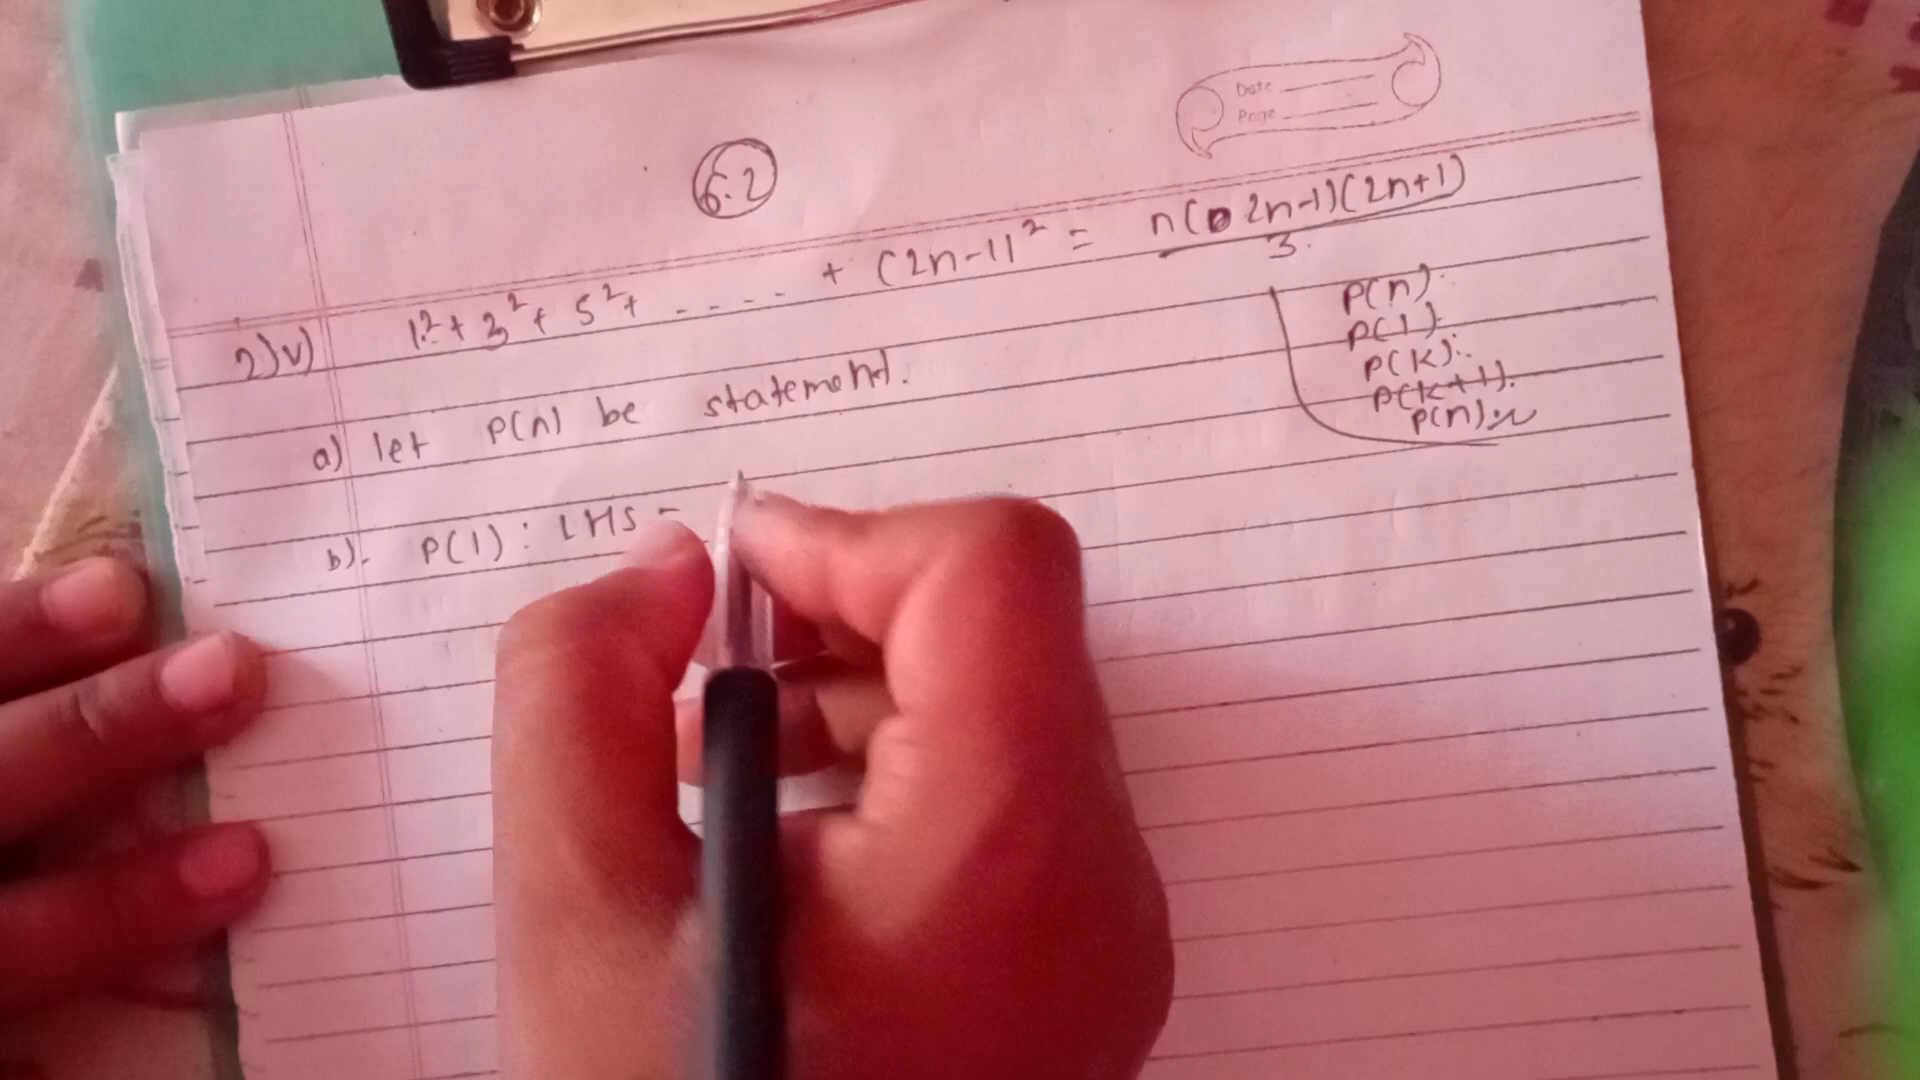 Date
Page
6.2
2)v) 1² + 3² + 5² + ..... + (2n-1)² = n(2n-1)(2n+1)/3.
P(n).
P(1).
P(k)..
P(k+1).
P(n).
a) let P(n) be statement.
b). P(1) : LHS =